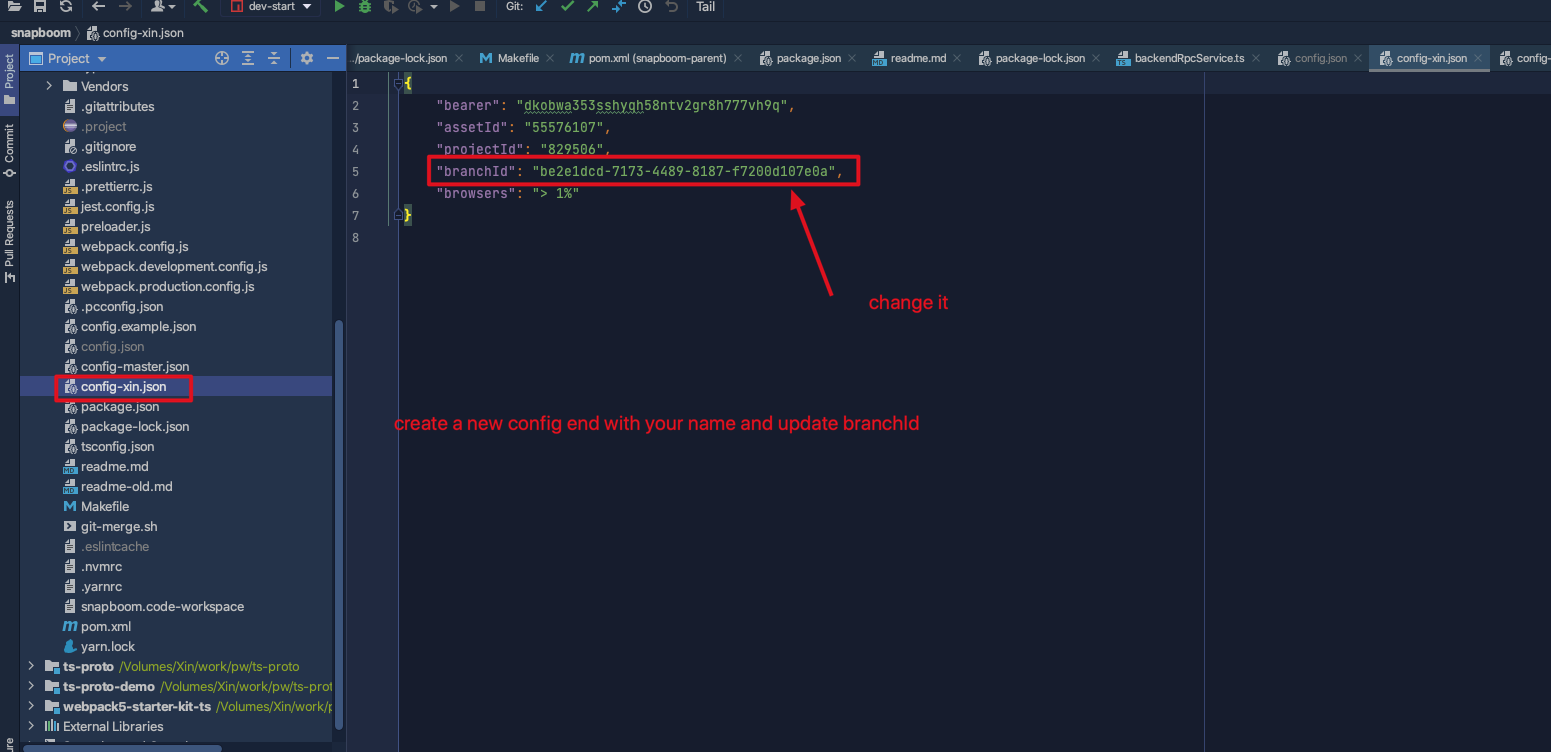 dev-start
Git:
Tail
snapboom
config-xin.json
Project
../package-lock.json
Makefile
pom.xml (snapboom-parent)
package.json
readme.md
package-lock.json
backendRpcService.ts
config.json
config-xin.json
config-
Project
Commit
Pull Requests
Vendors
.gitattributes
.project
.gitignore
.eslintrc.js
.prettierrc.js
jest.config.js
preloader.js
webpack.config.js
webpack.development.config.js
webpack.production.config.js
.pcconfig.json
config.example.json
config.json
config-master.json
config-xin.json
package.json
package-lock.json
tsconfig.json
readme.md
readme-old.md
Makefile
git-merge.sh
.eslintcache
.nvmrc
.yarnrc
snapboom.code-workspace
pom.xml
yarn.lock
ts-proto /Volumes/Xin/work/pw/ts-proto
ts-proto-demo /Volumes/Xin/work/pw/ts-prot
webpack5-starter-kit-ts /Volumes/Xin/work/p
External Libraries
1 {
2 "bearer": "dkobwa353sshyqh58ntv2gr8h777vh9q",
3 "assetId": "55576107",
4 "projectId": "829506",
5 "branchId": "be2e1dcd-7173-4489-8187-f7200d107e0a",
6 "browsers": "> 1%"
7 }
8
change it
create a new config end with your name and update branchId